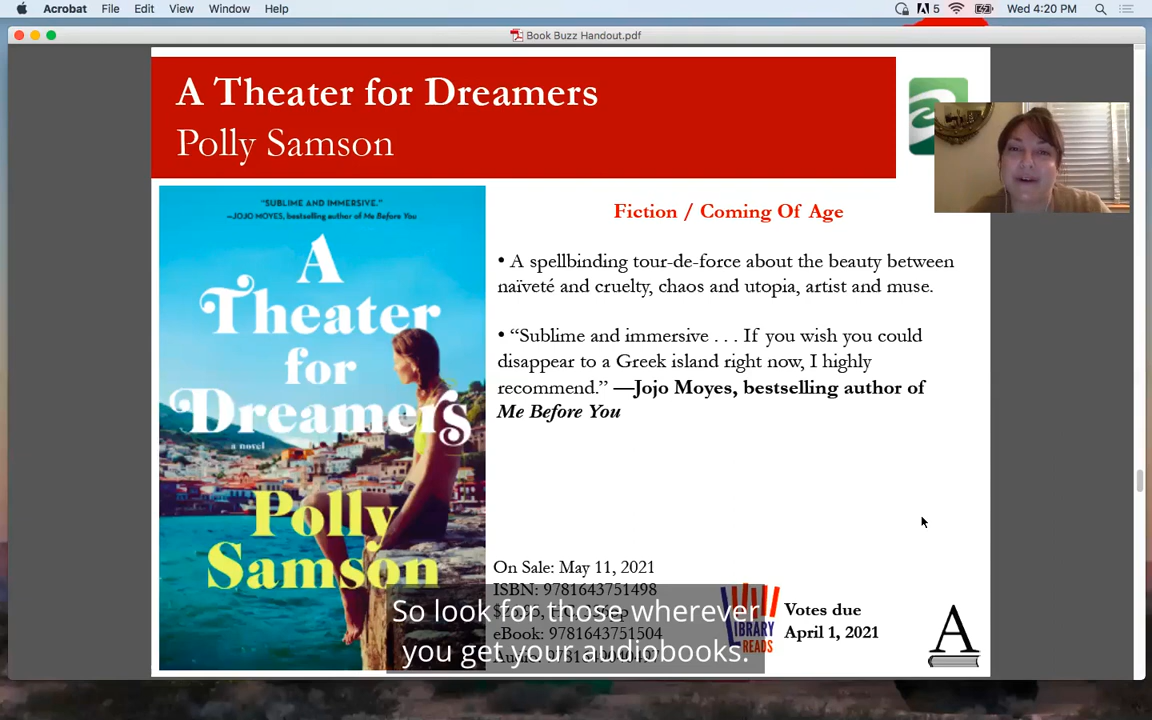 Acrobat File Edit View Window Help
5
Wed 4:20 PM
Book Buzz Handout.pdf
A Theater for Dreamers
Polly Samson
"SUBLIME AND IMMERSIVE."
—JOJO MOYES, bestselling author of Me Before You
A
Theater
for
Dreamers
a novel
Polly
Samson
Fiction / Coming Of Age
• A spellbinding tour-de-force about the beauty between
naïveté and cruelty, chaos and utopia, artist and muse.
• “Sublime and immersive . . . If you wish you could
disappear to a Greek island right now, I highly
recommend.” —Jojo Moyes, bestselling author of
Me Before You
On Sale: May 11, 2021
ISBN: 9781643751498
eBook: 9781643751504
LIBRARY
READS
Votes due
April 1, 2021
A
So look for those wherever
you get your audiobooks.